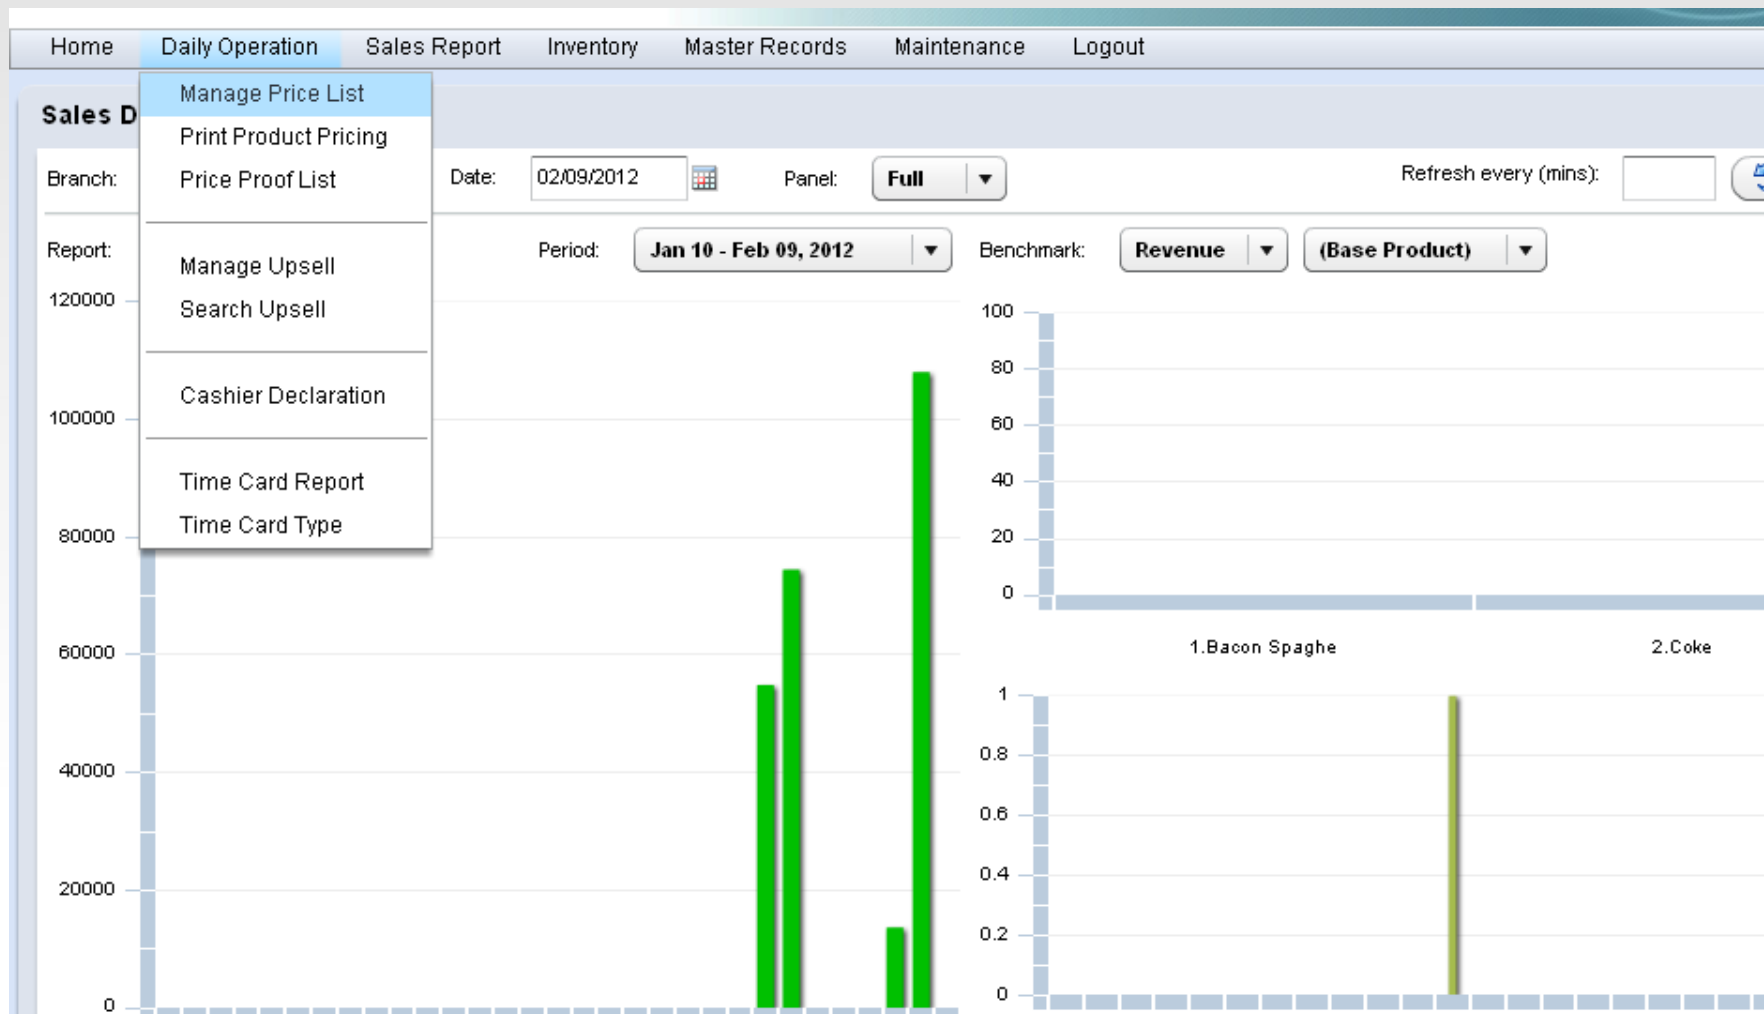 Home Daily Operation Sales Report Inventory Master Records Maintenance Logout
Manage Price List
Print Product Pricing
Price Proof List
Manage Upsell
Search Upsell
Cashier Declaration
Time Card Report
Time Card Type
Sales D
Branch: Date: 02/09/2012 Panel: Full Refresh every (mins):
Report: Period: Jan 10 - Feb 09, 2012 Benchmark: Revenue (Base Product)
120000
100000
80000
60000
40000
20000
0
100
80
60
40
20
0
1.Bacon Spaghe 2.Coke
1
0.8
0.6
0.4
0.2
0